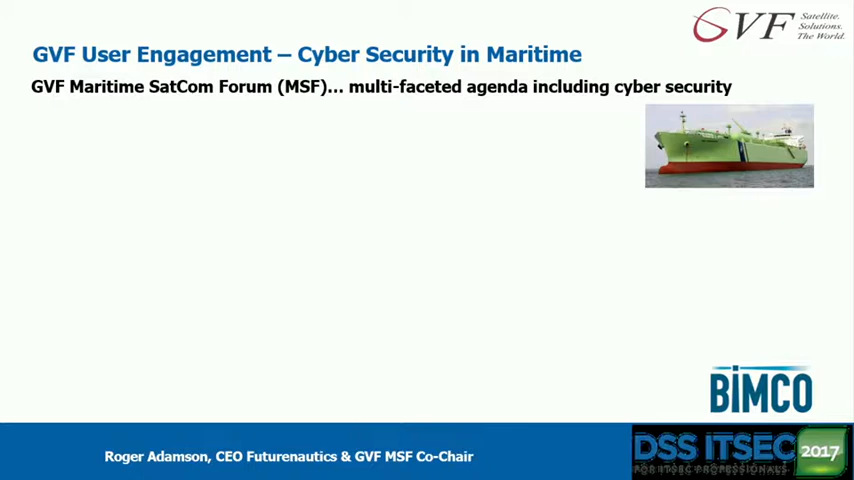 GVF
Satellite.
Solutions.
The World.
GVF User Engagement – Cyber Security in Maritime
GVF Maritime SatCom Forum (MSF)... multi-faceted agenda including cyber security
BIMCO
Roger Adamson, CEO Futurenautics & GVF MSF Co-Chair
DSS ITSEC 2017
FOR ITSEC PROFESSIONALS